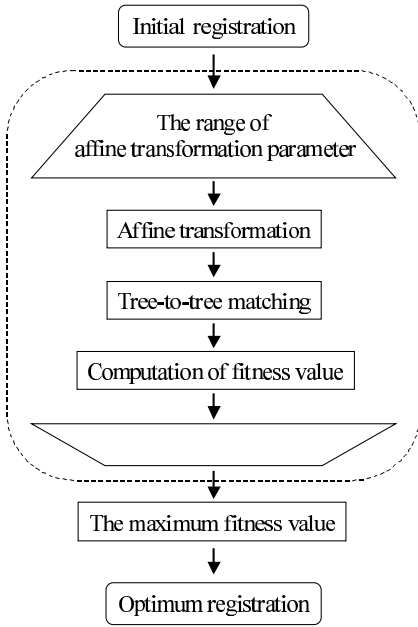 Initial registration
The range of
affine transformation parameter
Affine transformation
Tree-to-tree matching
Computation of fitness value
The maximum fitness value
Optimum registration